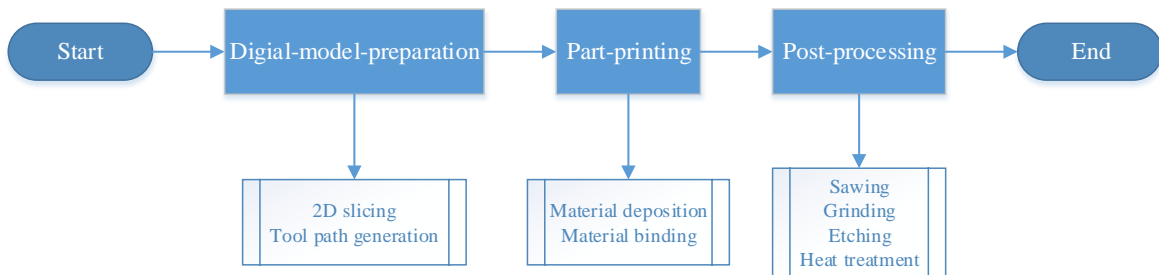 Start
Digial-model-preparation
Part-printing
Post-processing
End
2D slicing
Tool path generation
Material deposition
Material binding
Sawing
Grinding
Etching
Heat treatment